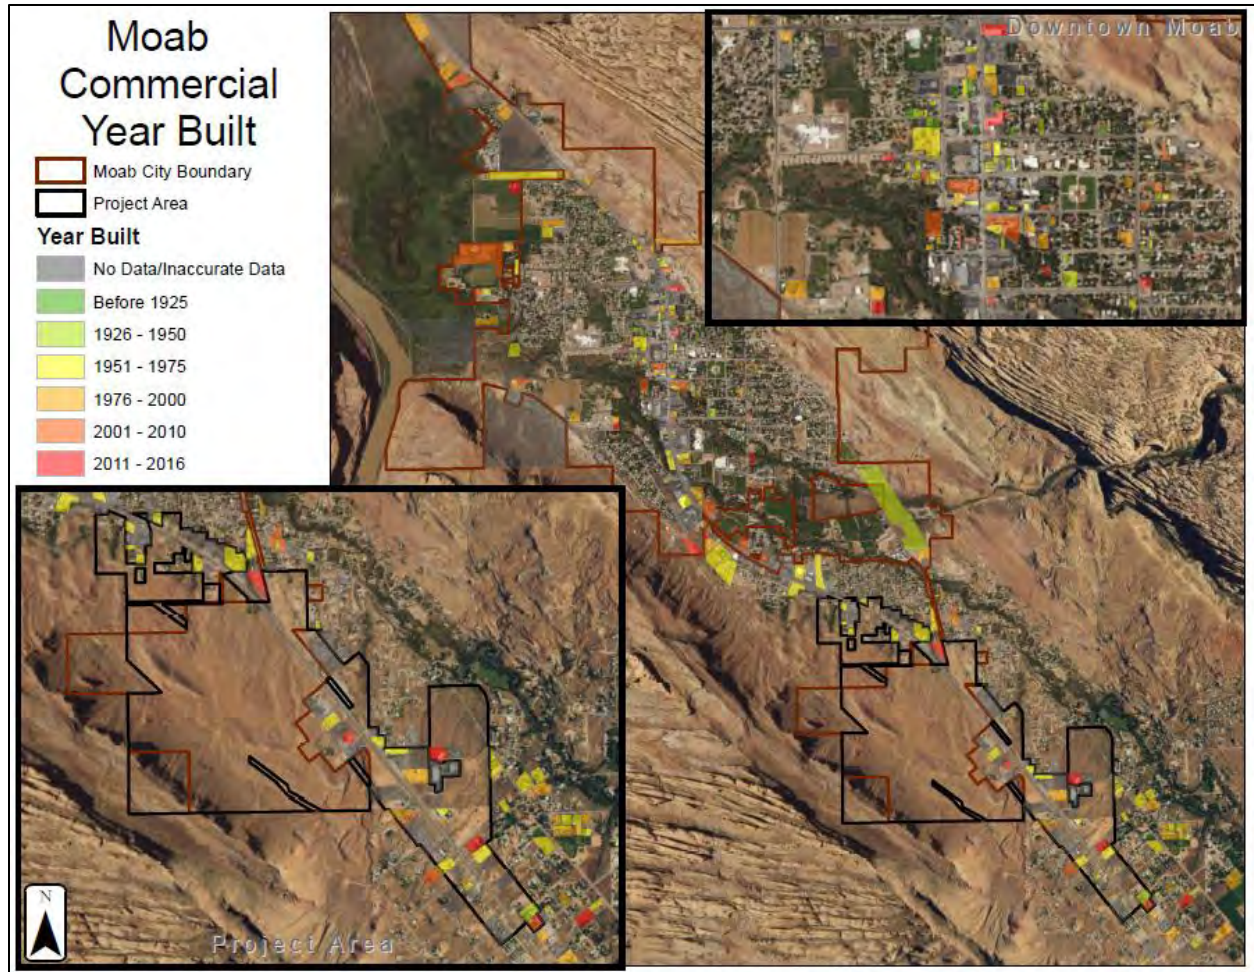 Moab
Commercial
Year Built
Moab City Boundary
Project Area
Year Built
No Data/Inaccurate Data
Before 1925
1926 - 1950
1951 - 1975
1976 - 2000
2001 - 2010
2011 - 2016
Downtown Moab
N
Project Area